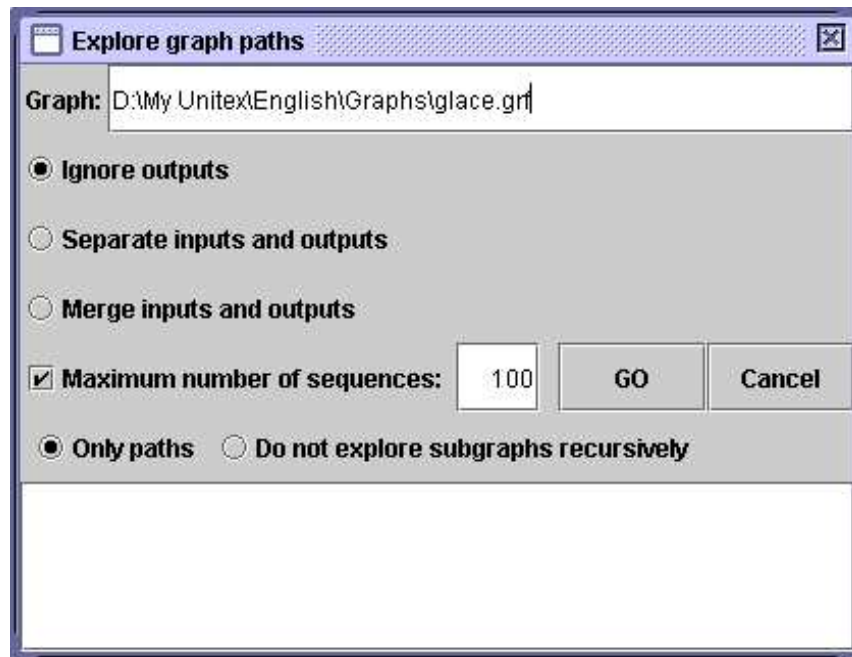 Explore graph paths
Graph: D:\My Unitex\English\Graphs\glace.grf
Ignore outputs
Separate inputs and outputs
Merge inputs and outputs
Maximum number of sequences: 100 GO Cancel
Only paths Do not explore subgraphs recursively